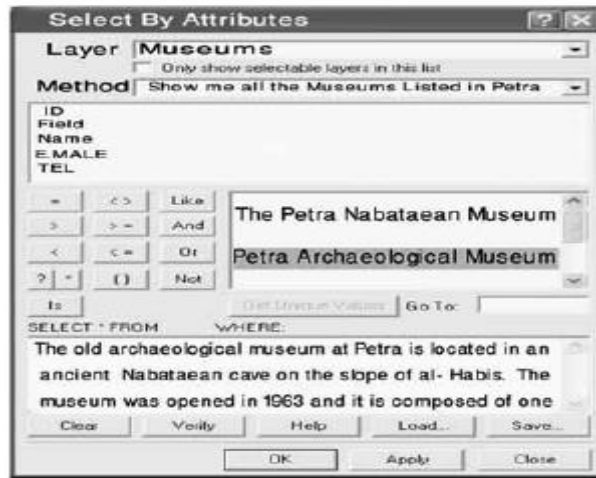 Select By Attributes ? X
Layer Museums
Only show selectable layers in this list
Method Show me all the Museums Listed in Petra
ID
Field
Name
E.MALE
TEL
= < > Like
> > = And
< < = Or
? * () Not
The Petra Nabataean Museum
Petra Archaeological Museum
Is Get Unique Values Go To:
SELECT * FROM WHERE:
The old archaeological museum at Petra is located in an
ancient Nabataean cave on the slope of al- Habis. The
museum was opened in 1963 and it is composed of one
Clear Verify Help Load... Save...
OK Apply Close